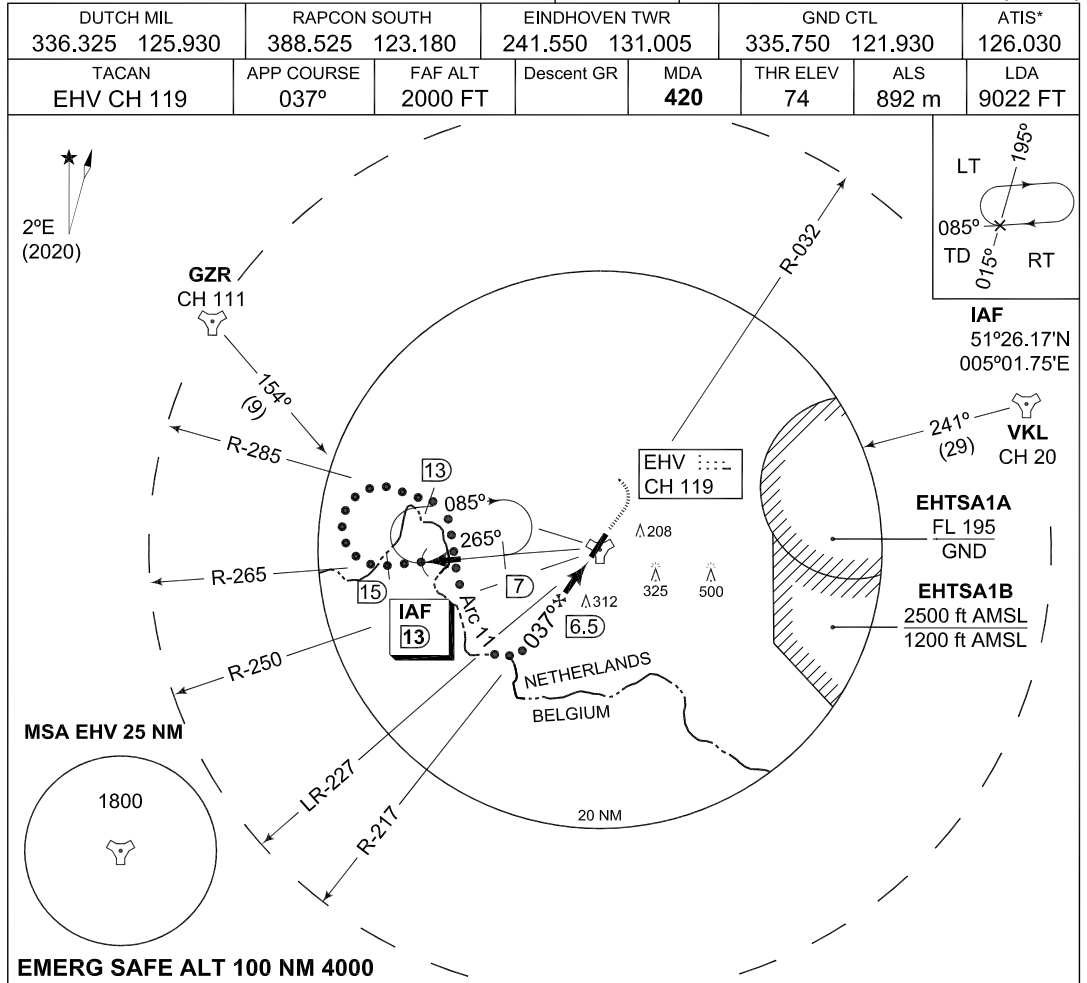 DUTCH MIL RAPCON SOUTH EINDHOVEN TWR GND CTL ATIS*
336.325 125.930 388.525 123.180 241.550 131.005 335.750 121.930 126.030
TACAN APP COURSE FAF ALT Descent GR MDA THR ELEV ALS LDA
EHV CH 119 037º 2000 FT 420 74 892 m 9022 FT
2ºE
(2020)
GZR
CH 111
154º
(9)
R-285
R-265
R-250
LR-227
R-217
R-032
LT
195º
085º
TD
015º
RT
IAF
51º26.17'N
005º01.75'E
VKL
CH 20
241º
(29)
EHV
CH 119
13
085º
265º
15
7
IAF
13
Arc 11
037º
6.5
208
312
325
500
EHTSA1A
FL 195
GND
EHTSA1B
2500 ft AMSL
1200 ft AMSL
NETHERLANDS
BELGIUM
20 NM
MSA EHV 25 NM
1800
EMERG SAFE ALT 100 NM 4000